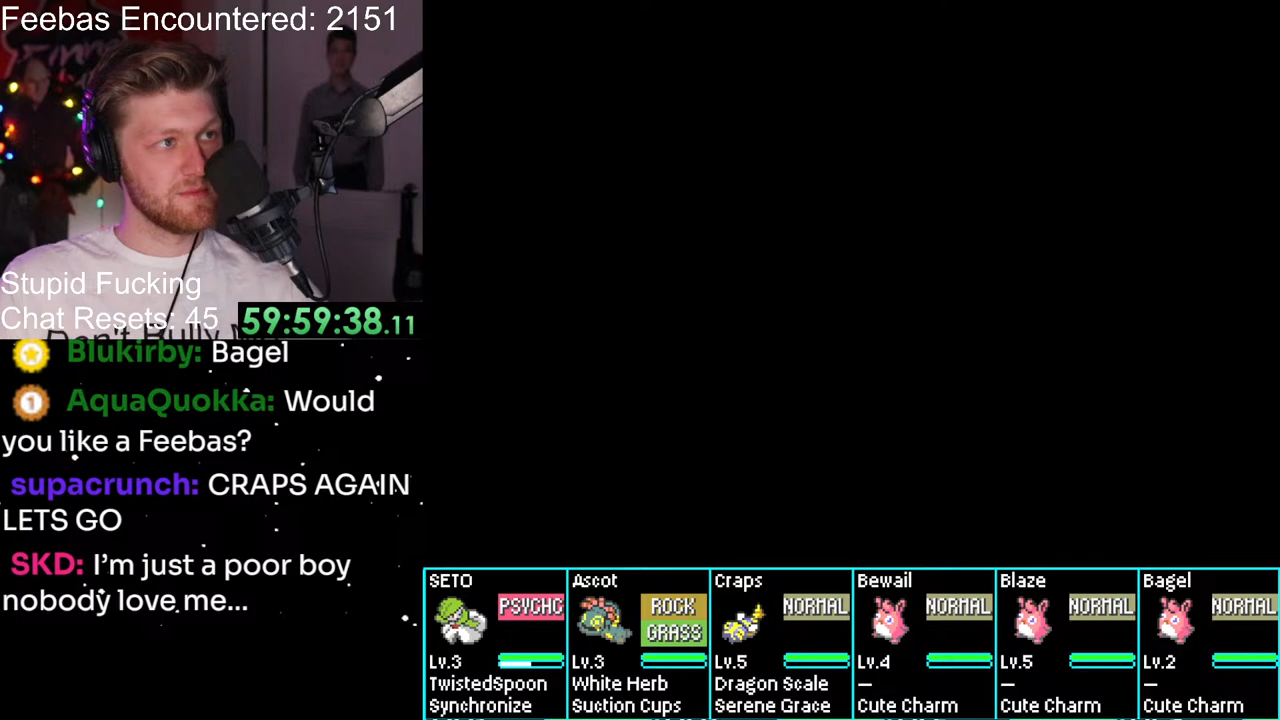 Feebas Encountered: 2151
Stupid Fucking
Chat Resets: 45
59:59:38.11
Don't Bully
Blukirby: Bagel
AquaQuokka: Would
you like a Feebas?
supacrunch: CRAPS AGAIN
LETS GO
SKD: I'm just a poor boy
nobody love me...
SETO Ascot Craps Bewail Blaze Bagel
PSYCHC ROCK NORMAL NORMAL NORMAL NORMAL
GRASS
Lv.3 Lv.3 Lv.5 Lv.4 Lv.5 Lv.2
TwistedSpoon White Herb Dragon Scale — — —
Synchronize Suction Cups Serene Grace Cute Charm Cute Charm Cute Charm